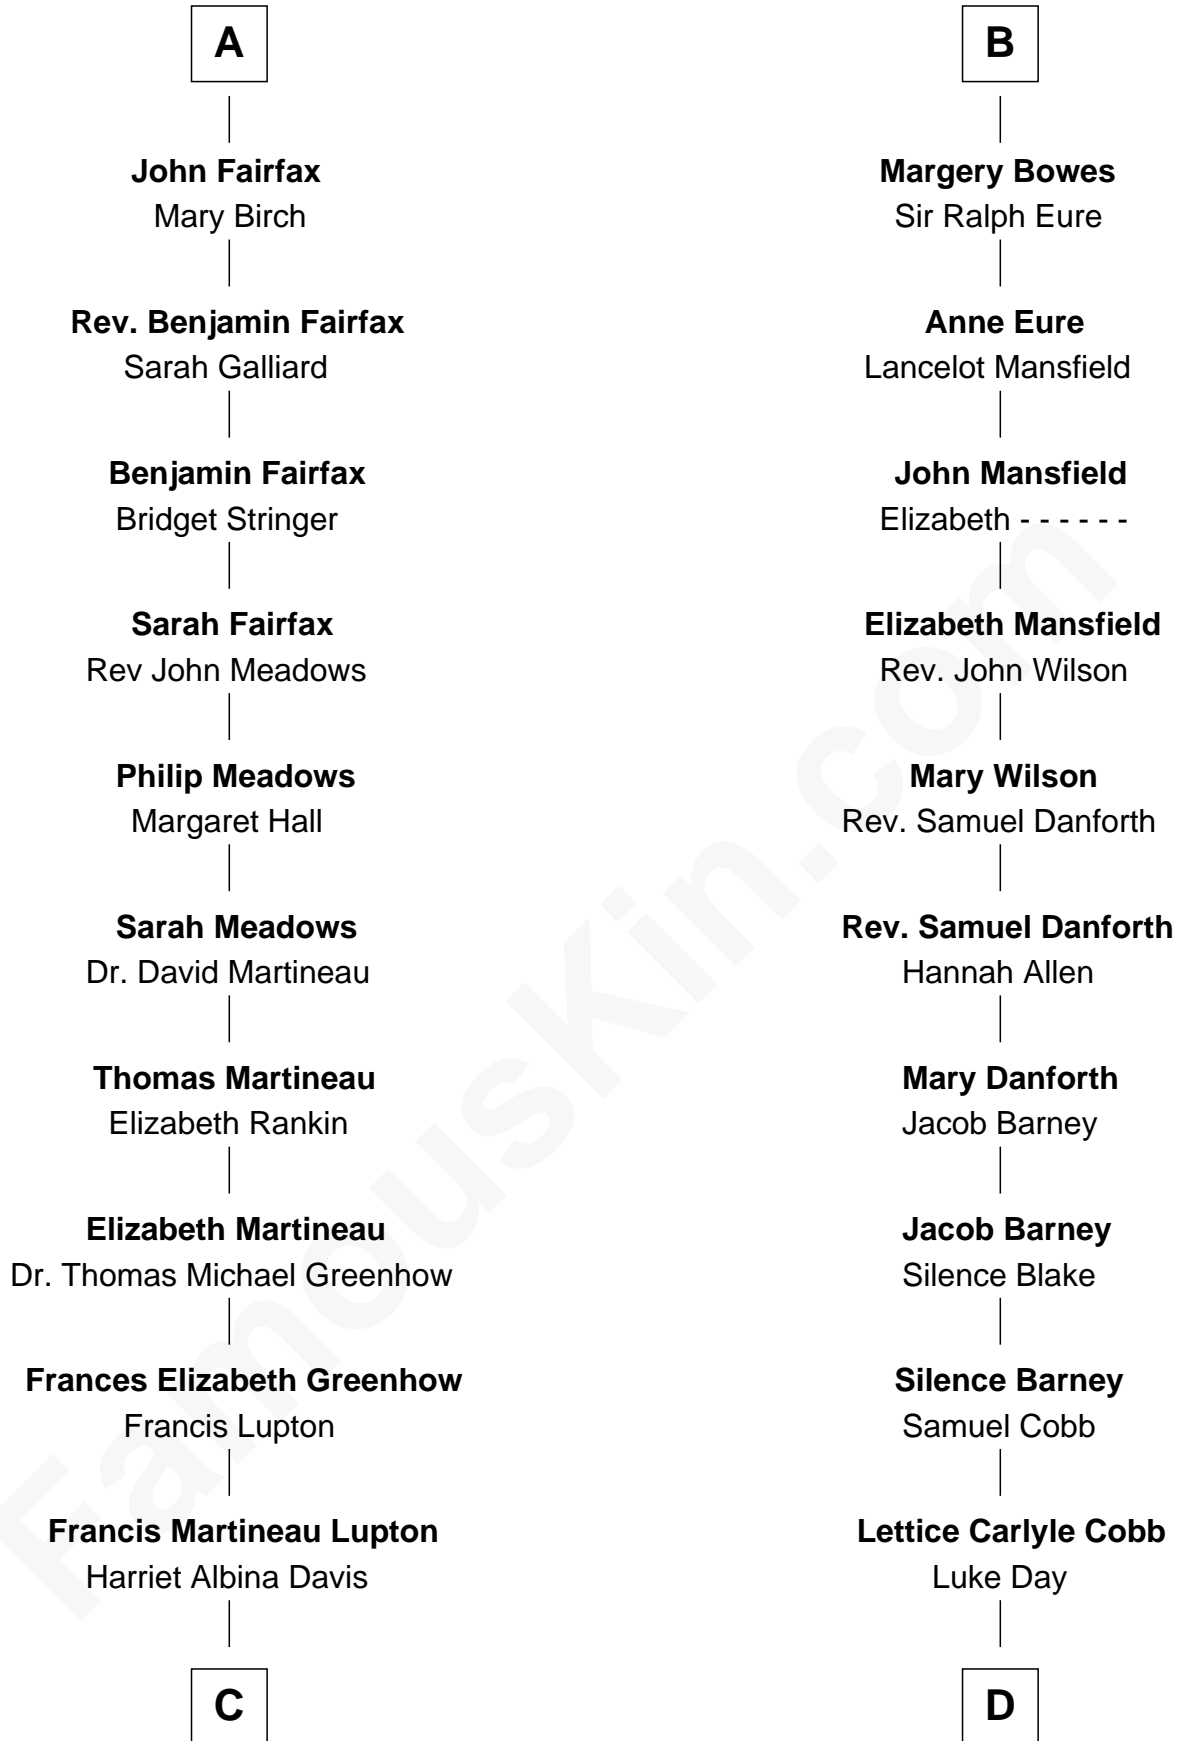 A
John Fairfax
Mary Birch
Rev. Benjamin Fairfax
Sarah Galliard
Benjamin Fairfax
Bridget Stringer
Sarah Fairfax
Rev John Meadows
Philip Meadows
Margaret Hall
Sarah Meadows
Dr. David Martineau
Thomas Martineau
Elizabeth Rankin
Elizabeth Martineau
Dr. Thomas Michael Greenhow
Frances Elizabeth Greenhow
Francis Lupton
Francis Martineau Lupton
Harriet Albina Davis
C
B
Margery Bowes
Sir Ralph Eure
Anne Eure
Lancelot Mansfield
John Mansfield
Elizabeth - - - - - -
Elizabeth Mansfield
Rev. John Wilson
Mary Wilson
Rev. Samuel Danforth
Rev. Samuel Danforth
Hannah Allen
Mary Danforth
Jacob Barney
Jacob Barney
Silence Blake
Silence Barney
Samuel Cobb
Lettice Carlyle Cobb
Luke Day
D
FamousKin.com